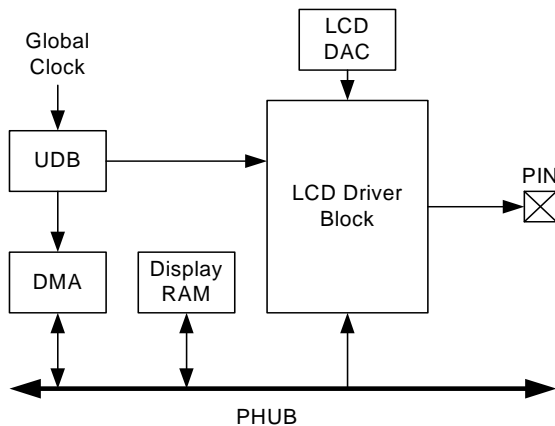 LCD
DAC
Global
Clock
UDB
LCD Driver
Block
PIN
DMA
Display
RAM
PHUB